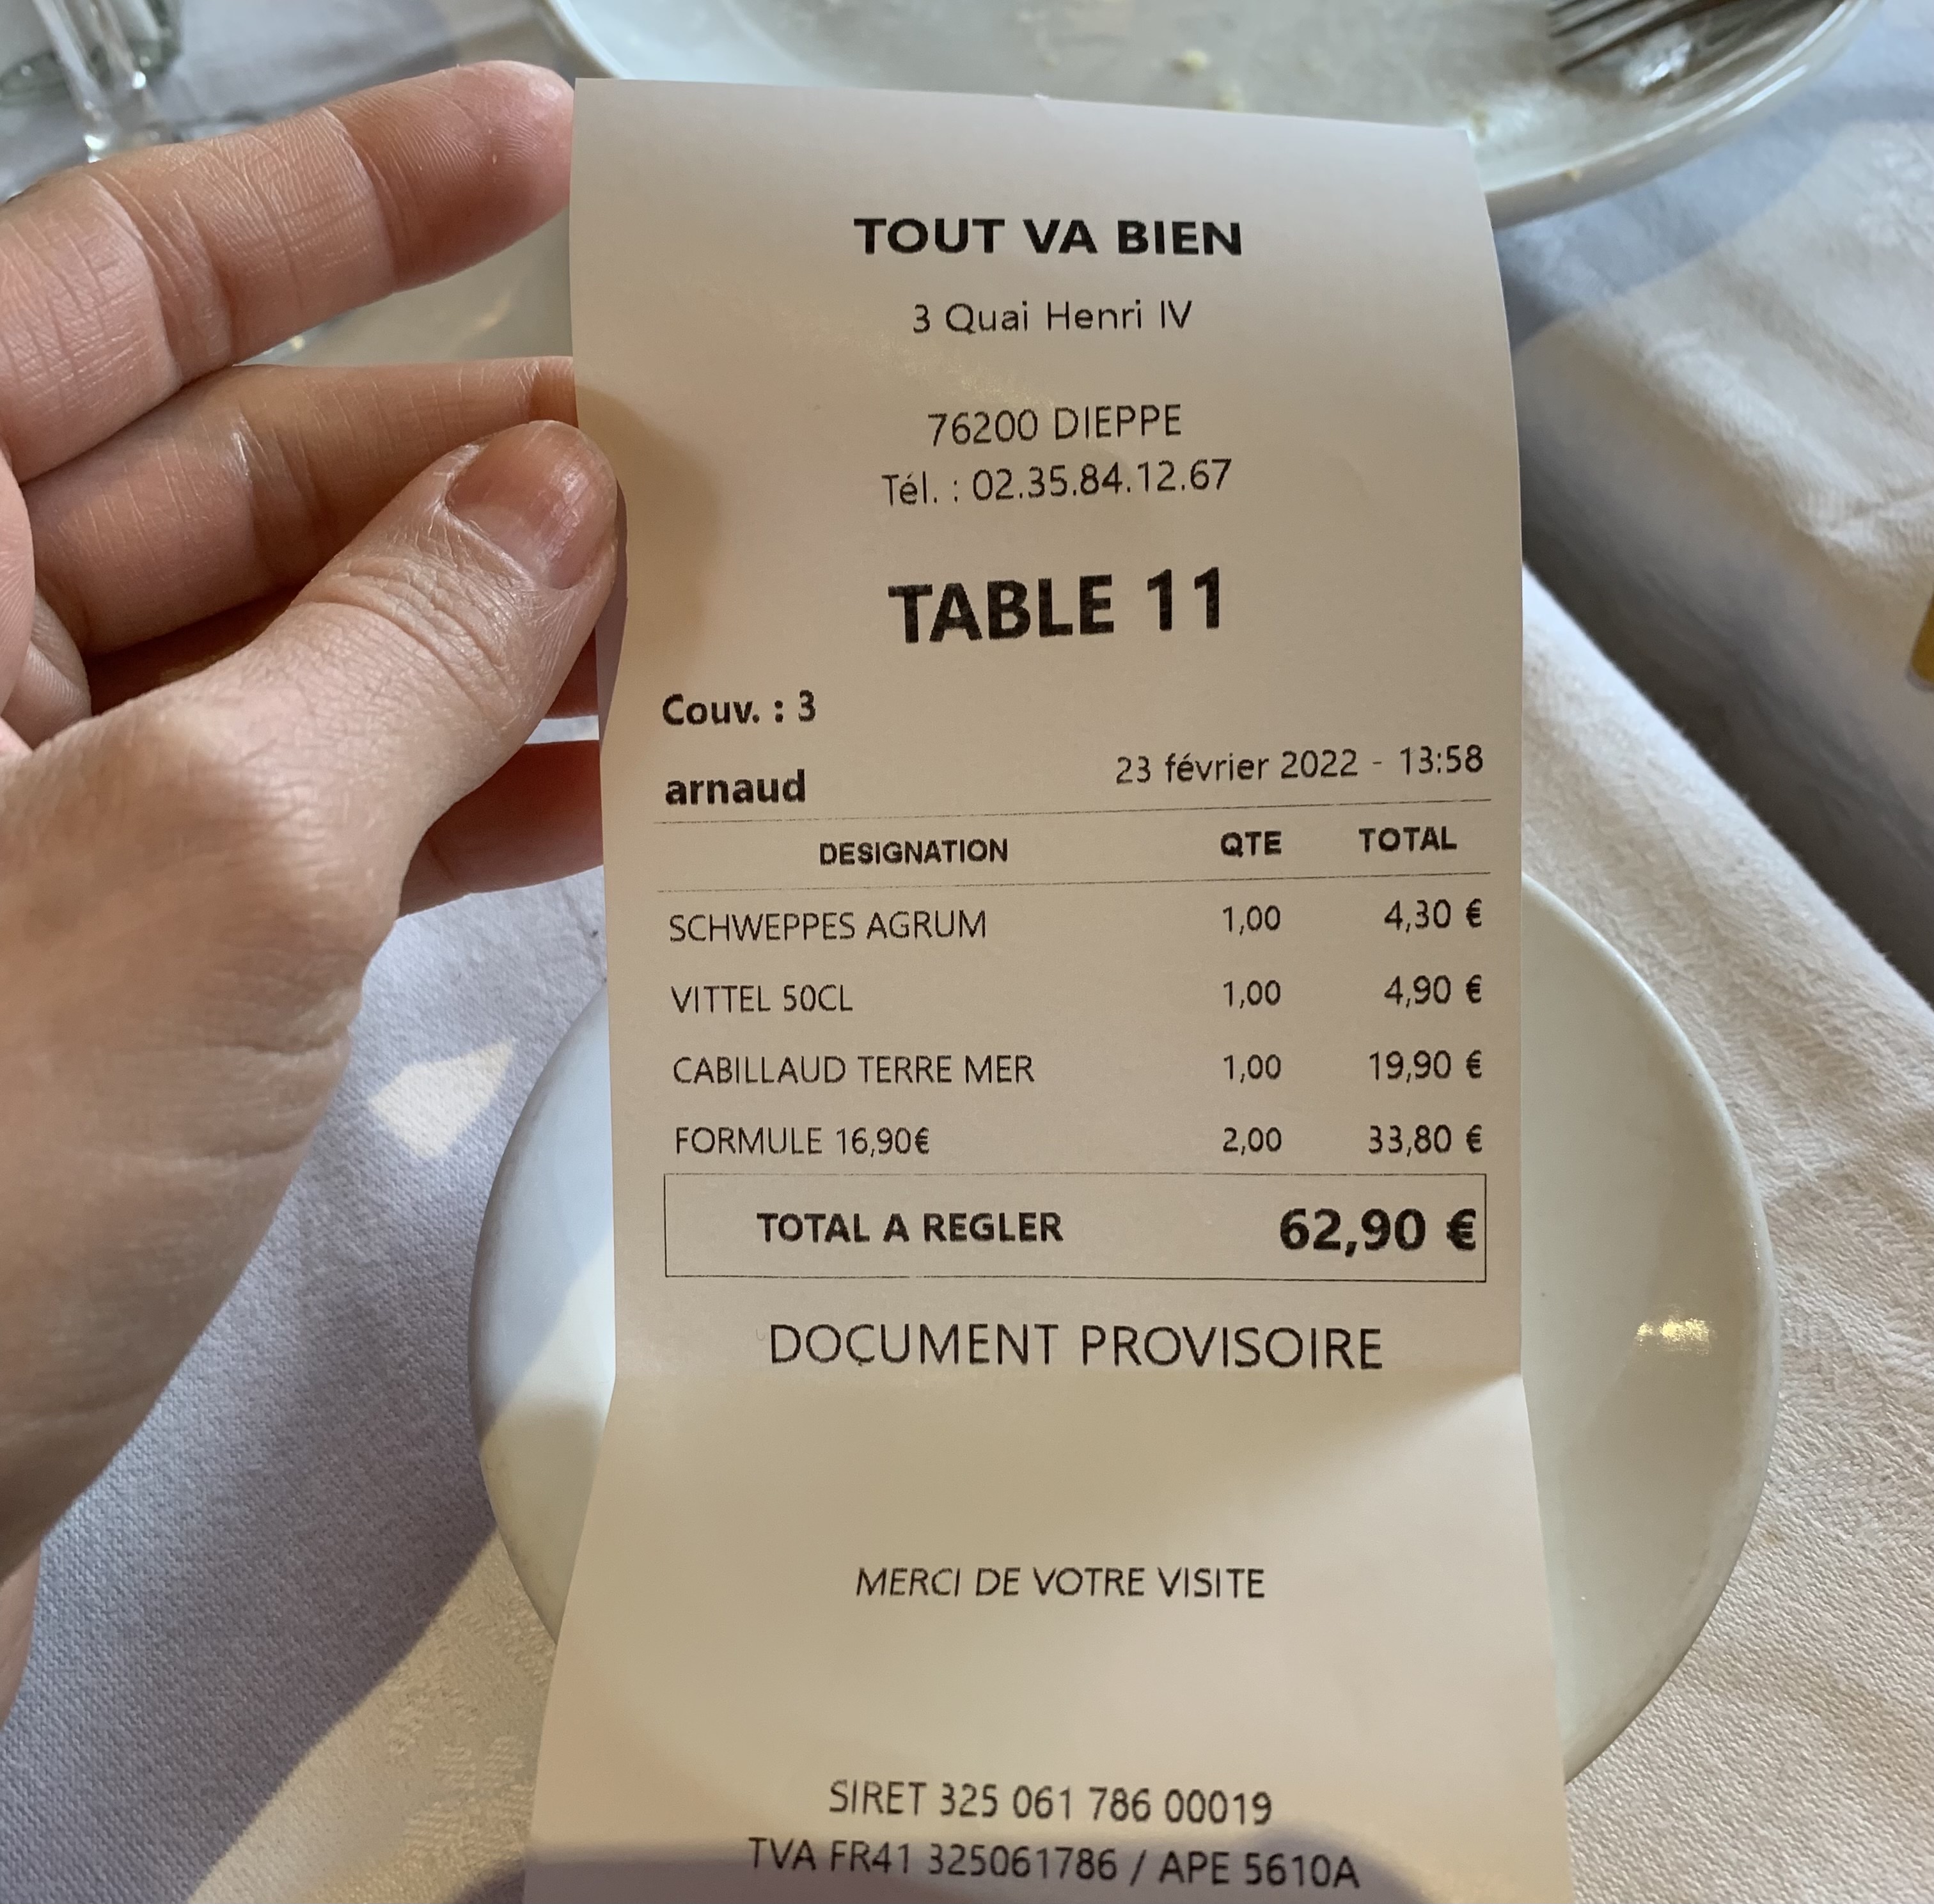 TOUT VA BIEN
3 Quai Henri IV
76200 DIEPPE
Tél. : 02.35.84.12.67
TABLE 11
Couv. : 3
arnaud 23 février 2022 - 13:58
DESIGNATION QTE TOTAL
SCHWEPPES AGRUM 1,00 4,30 €
VITTEL 50CL 1,00 4,90 €
CABILLAUD TERRE MER 1,00 19,90 €
FORMULE 16,90€ 2,00 33,80 €
TOTAL A REGLER 62,90 €
DOCUMENT PROVISOIRE
MERCI DE VOTRE VISITE
SIRET 325 061 786 00019
TVA FR41 325061786 / APE 5610A